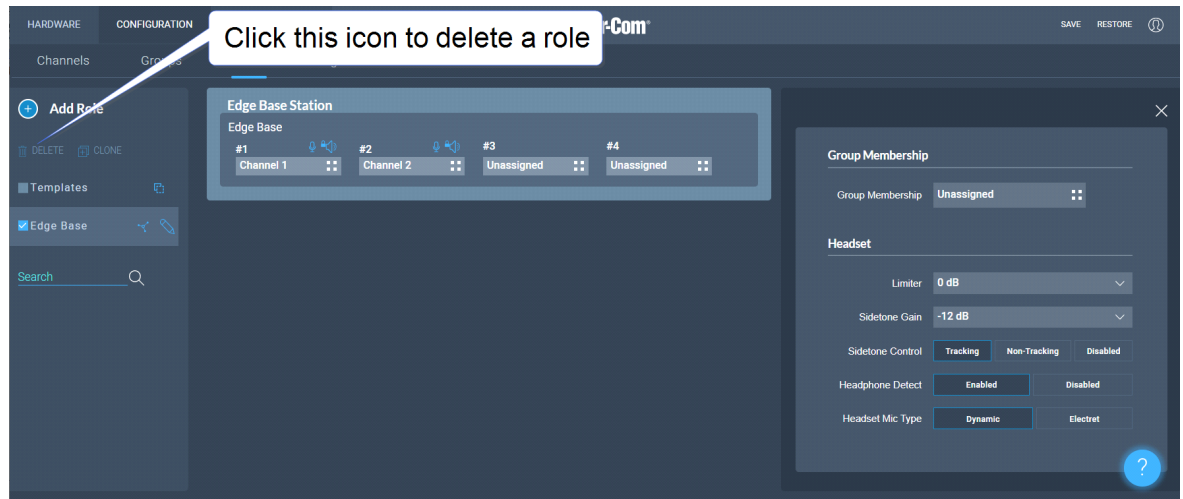 HARDWARE CONFIGURATION SAVE RESTORE
Click this icon to delete a role
Channels
Add Role
DELETE CLONE
Templates
Edge Base
Search
Edge Base Station
Edge Base
#1 #2 #3 #4
Channel 1 Channel 2 Unassigned Unassigned
Group Membership
Group Membership Unassigned
Headset
Limiter 0 dB
Sidetone Gain -12 dB
Sidetone Control Tracking Non-Tracking Disabled
Headphone Detect Enabled Disabled
Headset Mic Type Dynamic Electret
?